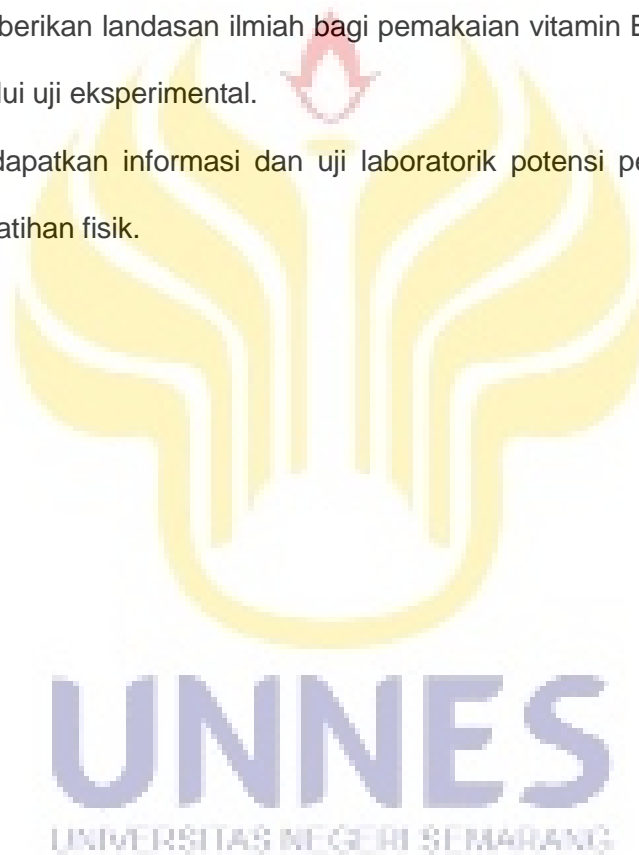 berikan landasan ilmiah bagi pemakaian vitamin E
lui uji eksperimental.
dapatkan informasi dan uji laboratorik potensi pe
atihan fisik.
UNNES
UNIVERSITAS NEGERI SEMARANG